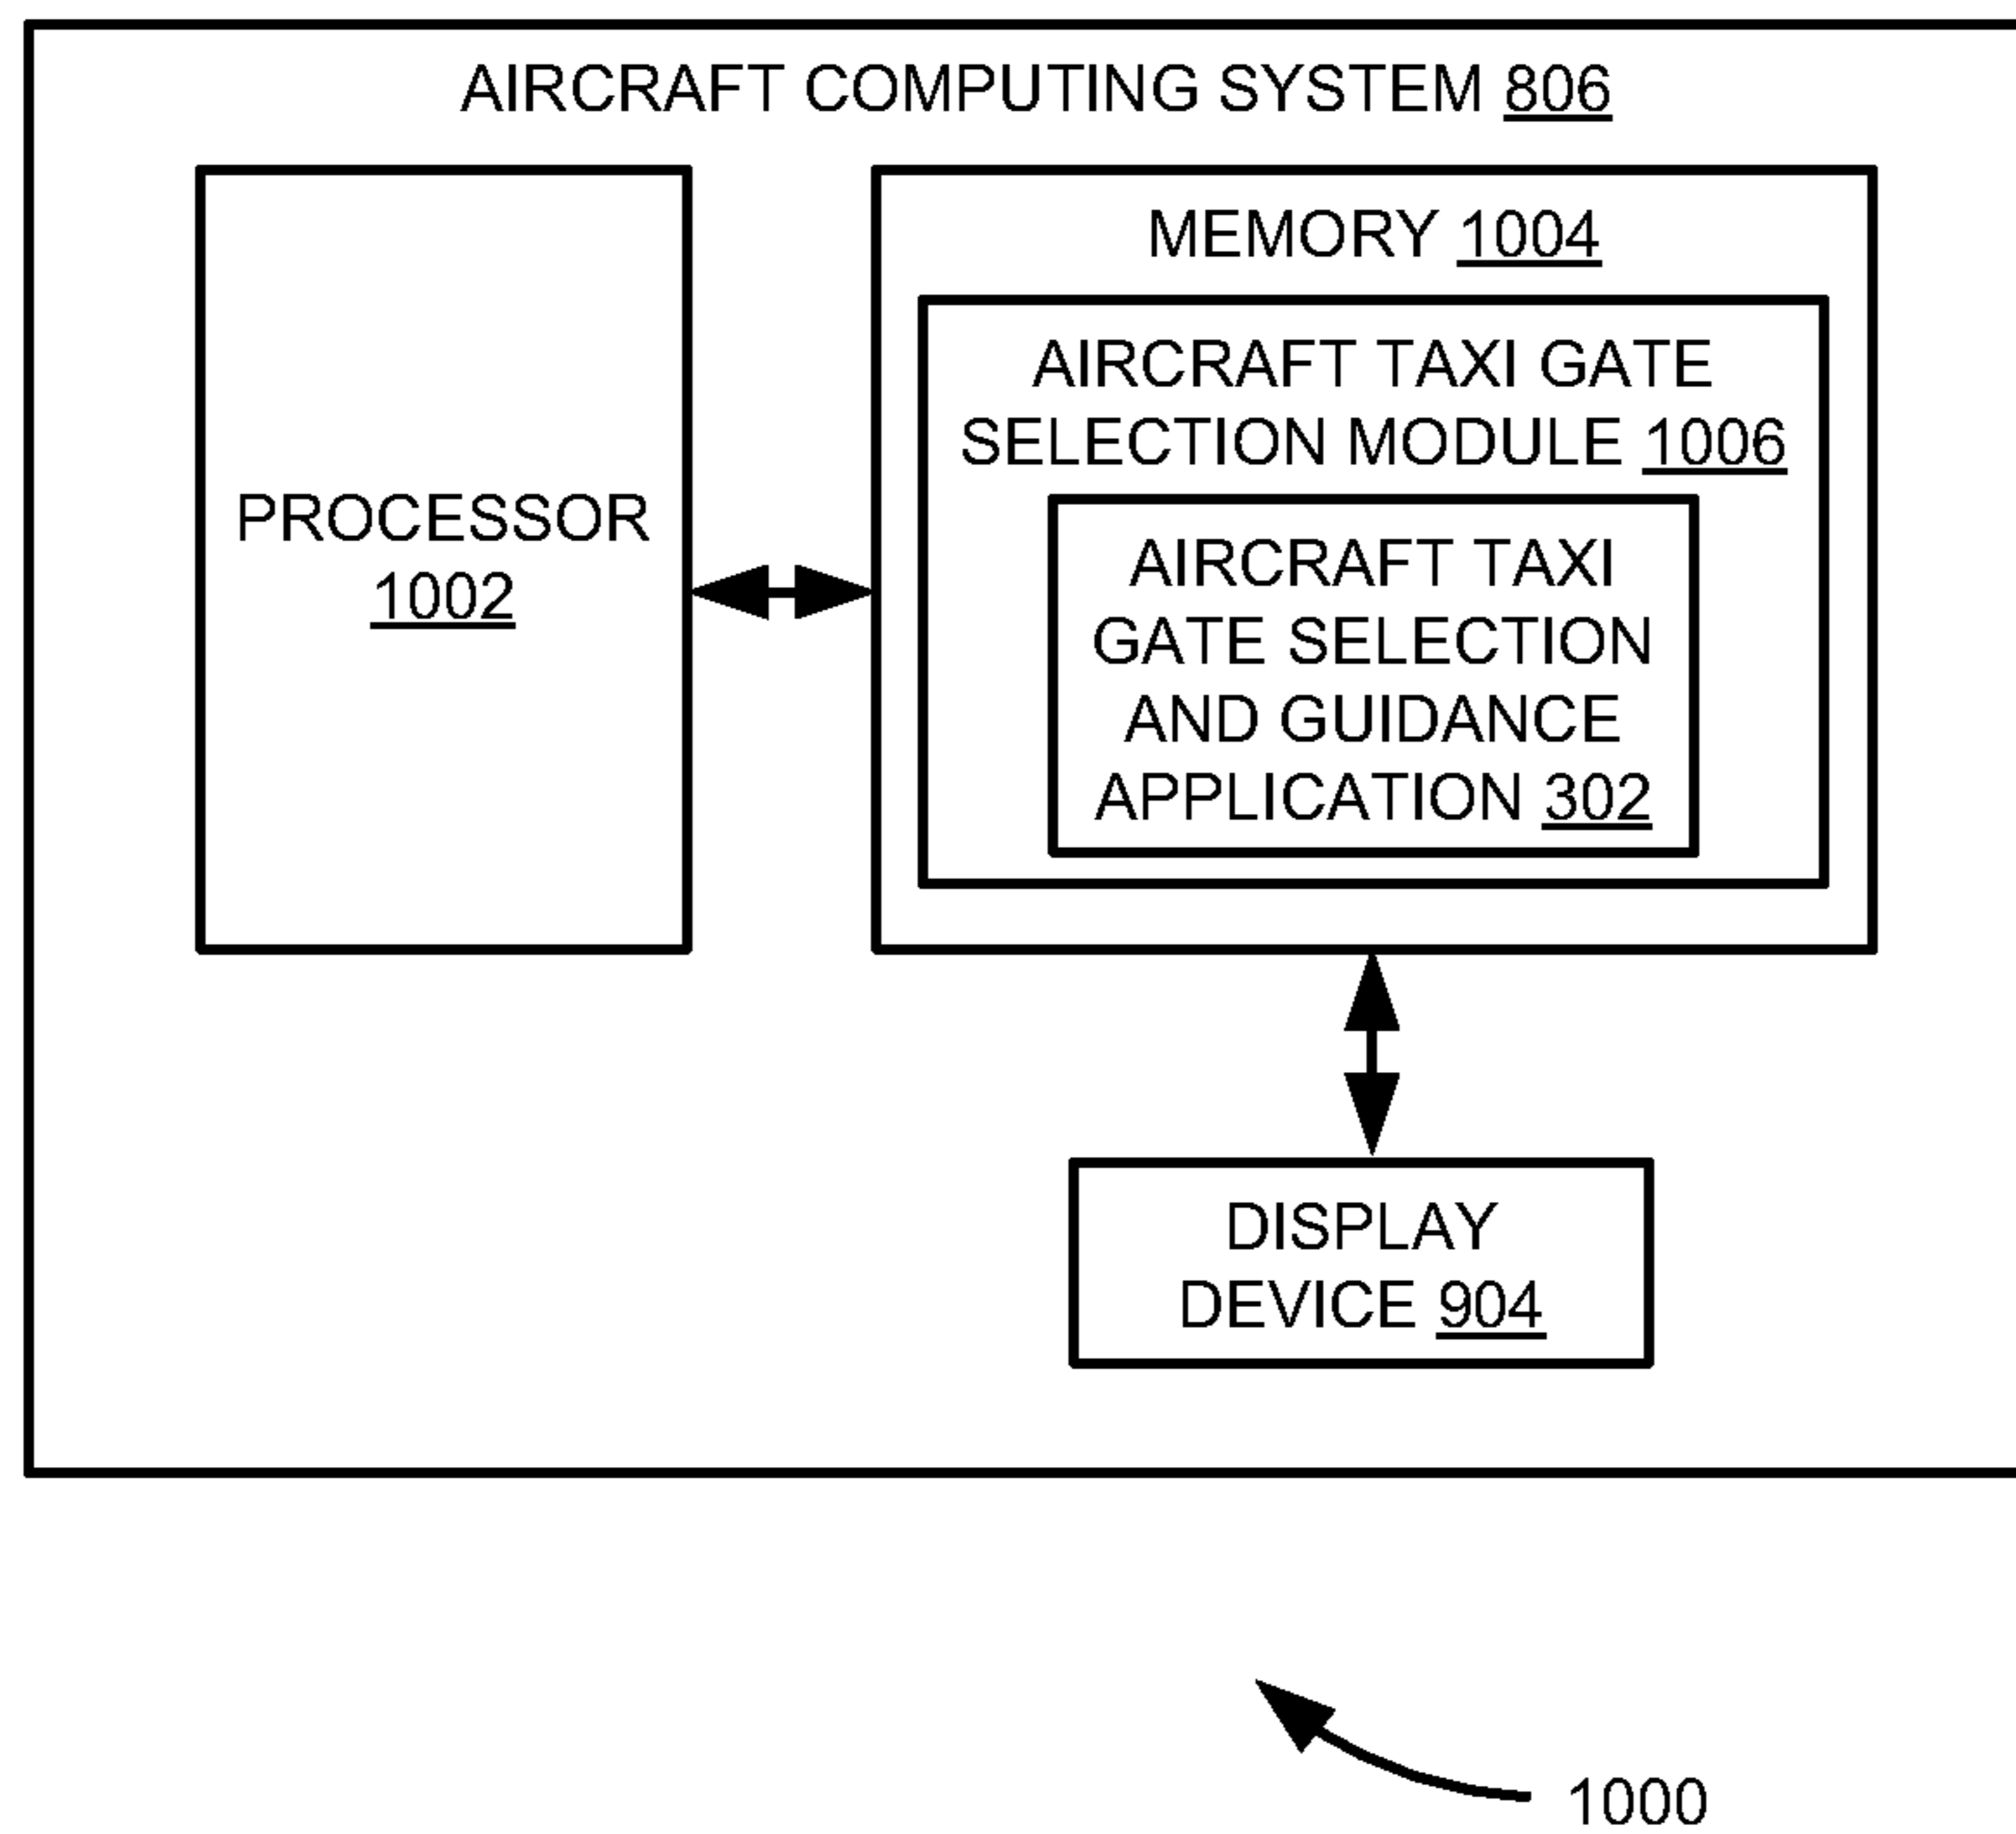 AIRCRAFT COMPUTING SYSTEM 806
PROCESSOR
1002
MEMORY 1004
AIRCRAFT TAXI GATE
SELECTION MODULE 1006
AIRCRAFT TAXI
GATE SELECTION
AND GUIDANCE
APPLICATION 302
DISPLAY
DEVICE 904
1000